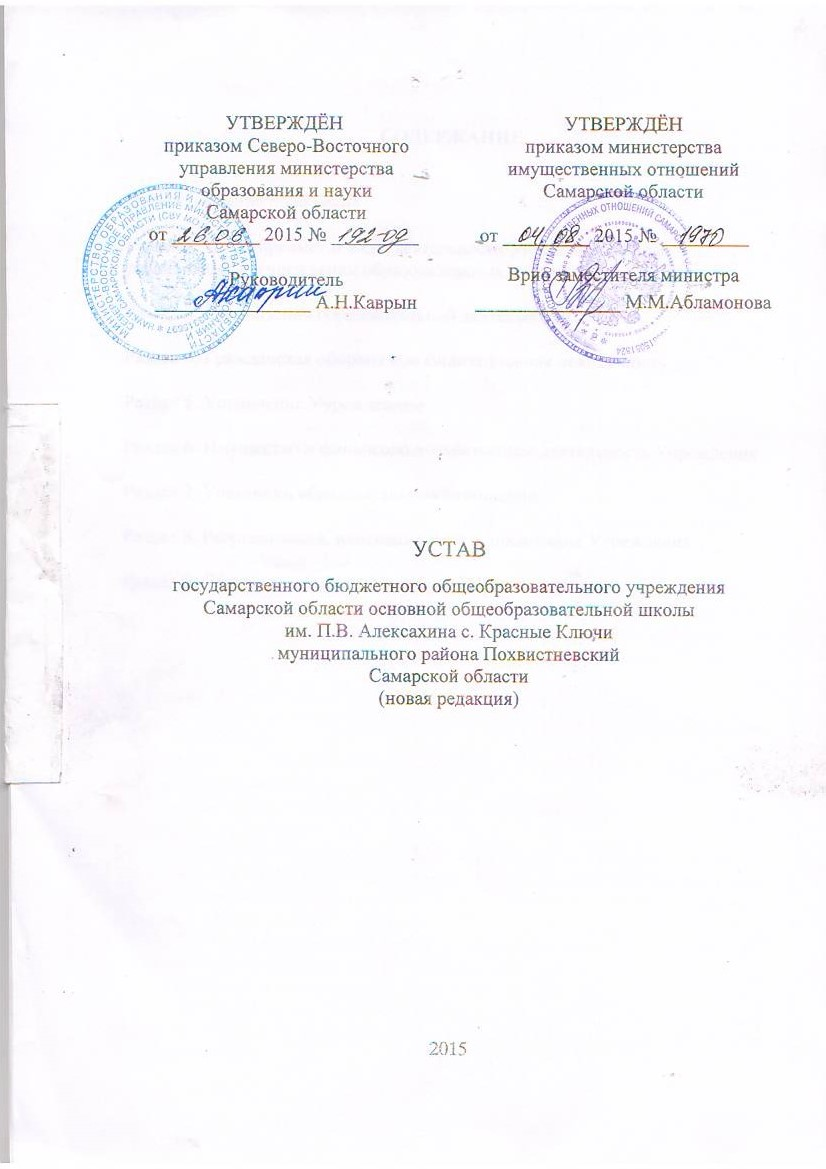 УТВЕРЖДЁН
приказом Северо-Восточного
управления министерства
образования и науки
Самарской области
от 26.06 2015 № 192-од
Руководитель
А.Н.Каврын
УТВЕРЖДЁН
приказом министерства
имущественных отношений
Самарской области
от 04.08 2015 № 1970
Врио заместителя министра
М.М.Абламонова
УСТАВ
государственного бюджетного общеобразовательного учреждения
Самарской области основной общеобразовательной школы
им. П.В. Алексахина с. Красные Ключи
муниципального района Похвистневский
Самарской области
(новая редакция)
2015